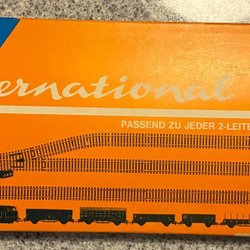 ernational
PASSEND ZU JEDER 2-LEITE